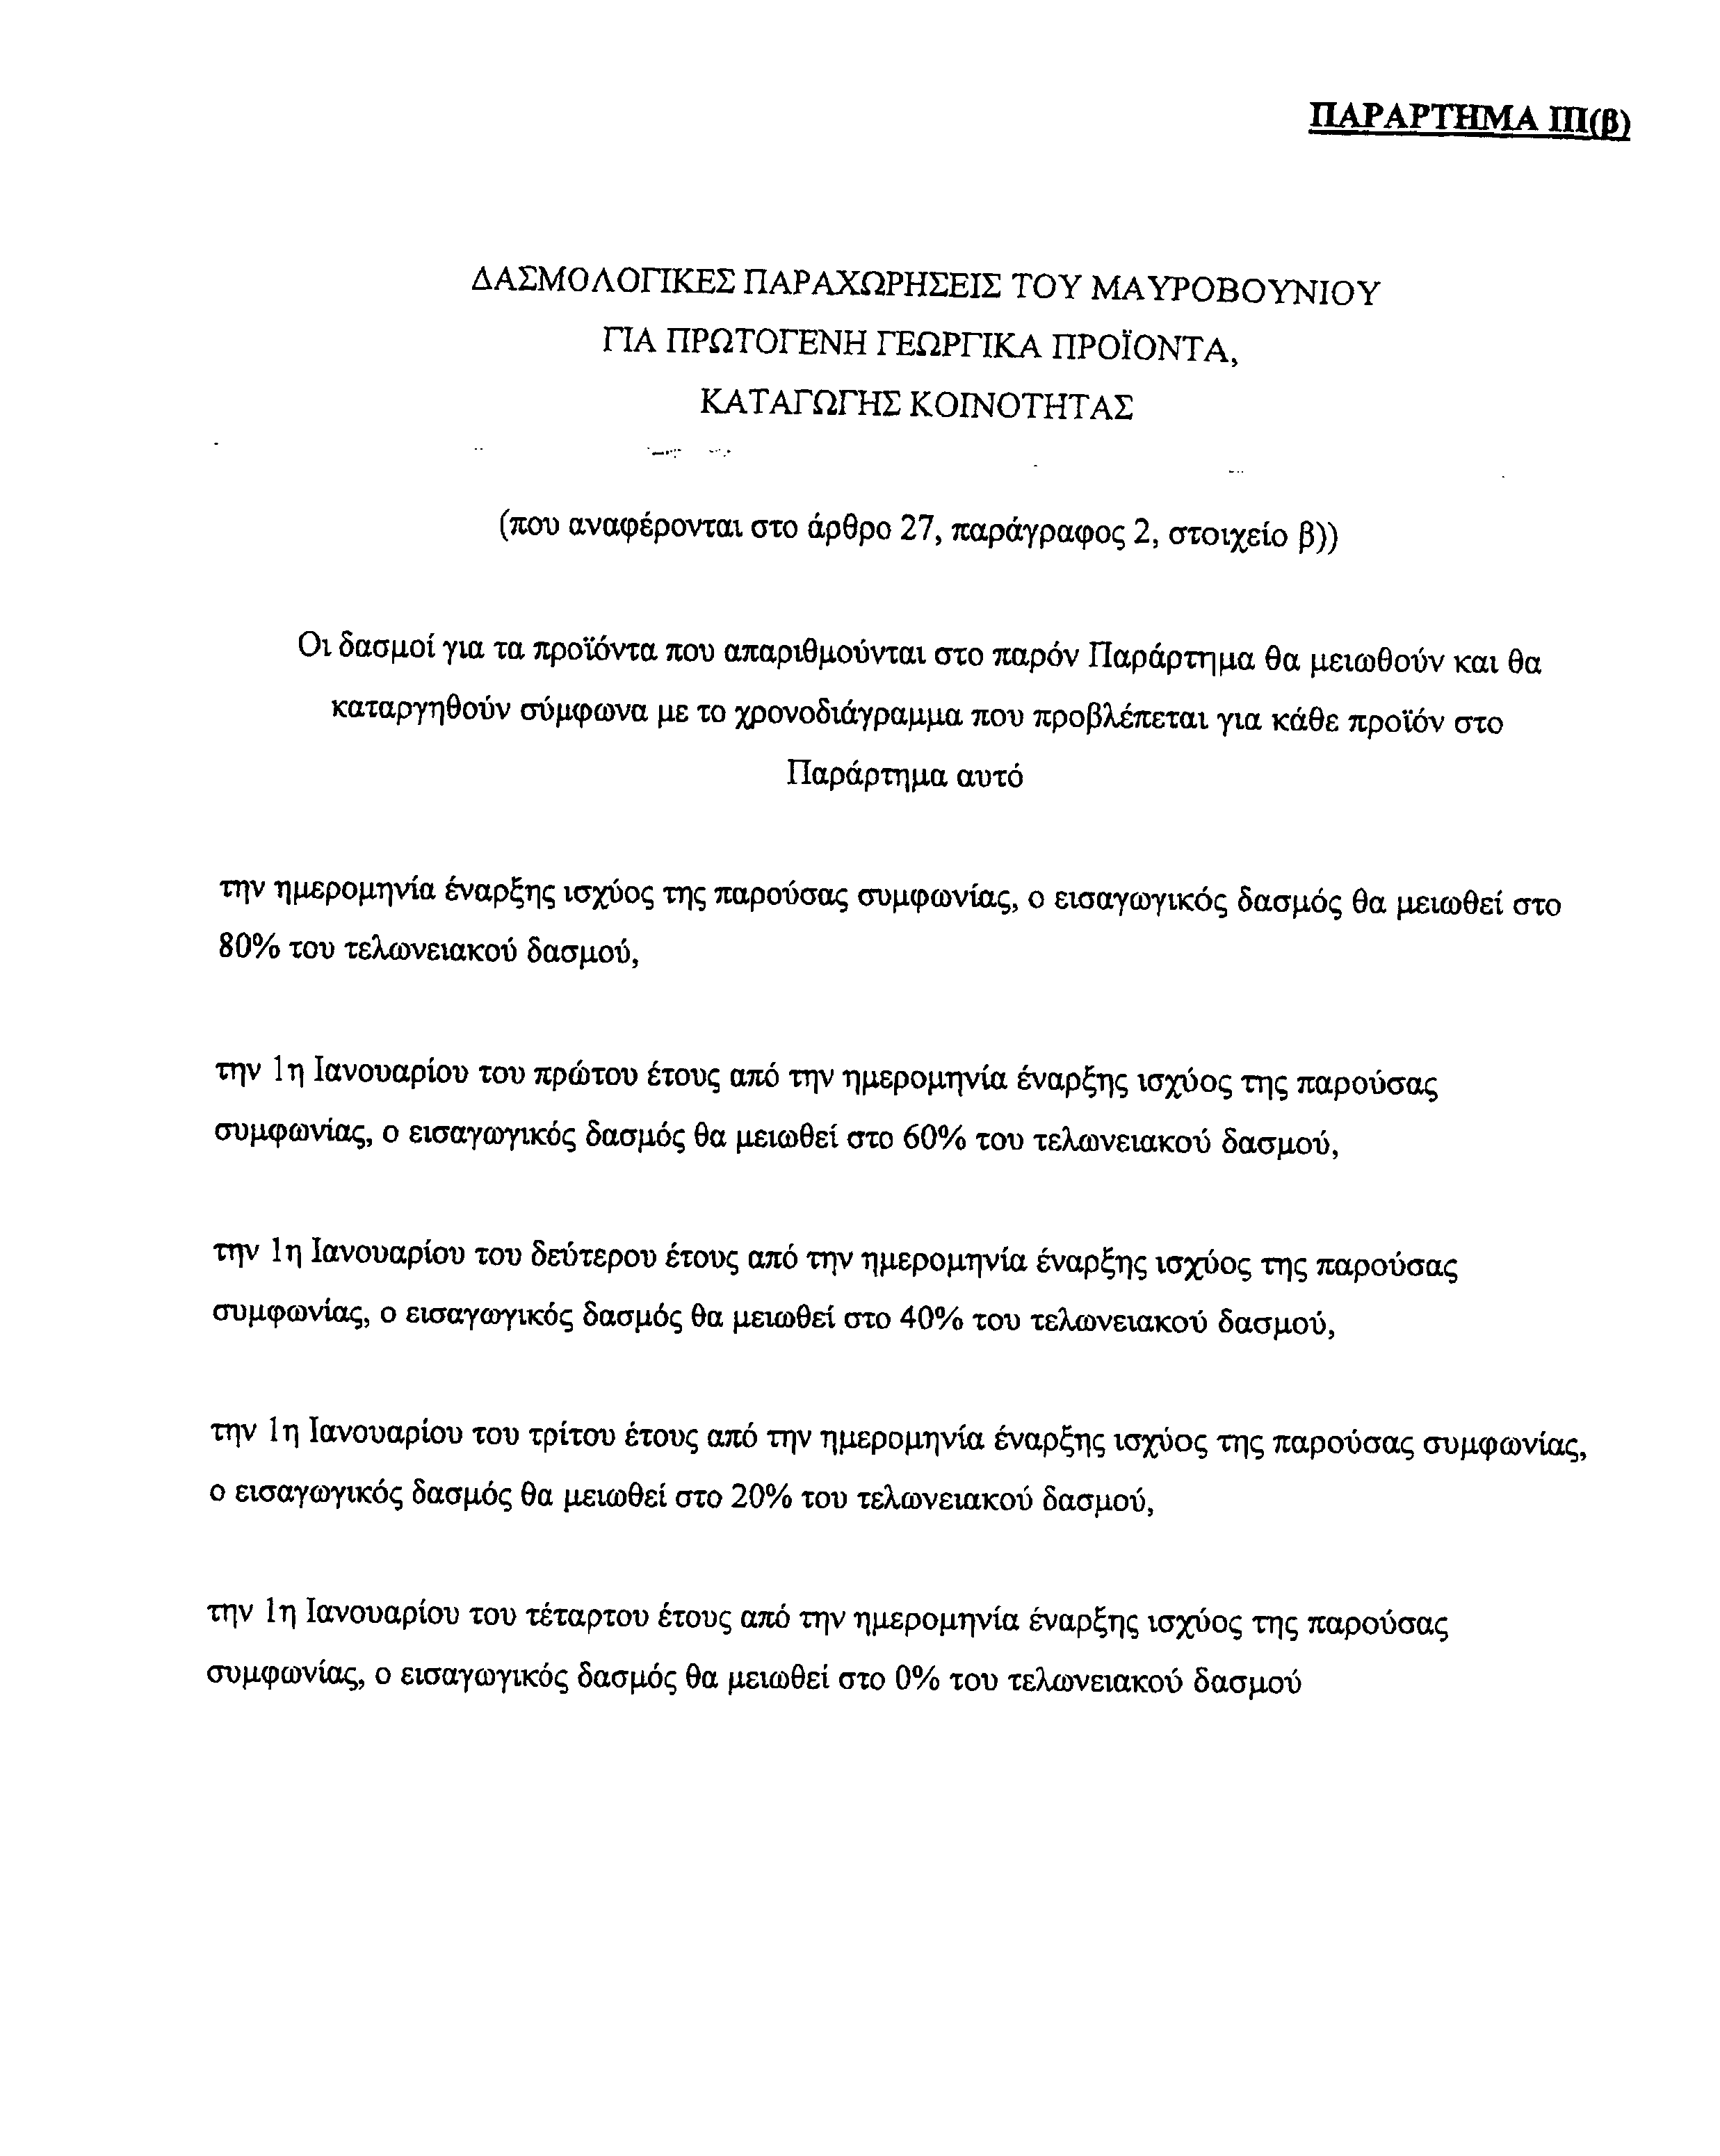 ΠΑΡΑΡΤΗΜΑ ΙΙΙ(β)
ΔΑΣΜΟΛΟΓΙΚΕΣ ΠΑΡΑΧΩΡΗΣΕΙΣ ΤΟΥ ΜΑΥΡΟΒΟΥΝΙΟΥ
ΓΙΑ ΠΡΩΤΟΓΕΝΗ ΓΕΩΡΓΙΚΑ ΠΡΟΪΟΝΤΑ,
ΚΑΤΑΓΩΓΗΣ ΚΟΙΝΟΤΗΤΑΣ
(που αναφέρονται στο άρθρο 27, παράγραφος 2, στοιχείο β))
Οι δασμοί για τα προϊόντα που απαριθμούνται στο παρόν Παράρτημα θα μειωθούν και θα
καταργηθούν σύμφωνα με το χρονοδιάγραμμα που προβλέπεται για κάθε προϊόν στο
Παράρτημα αυτό
την ημερομηνία έναρξης ισχύος της παρούσας συμφωνίας, ο εισαγωγικός δασμός θα μειωθεί στο
80% του τελωνειακού δασμού,
την 1η Ιανουαρίου του πρώτου έτους από την ημερομηνία έναρξης ισχύος της παρούσας
συμφωνίας, ο εισαγωγικός δασμός θα μειωθεί στο 60% του τελωνειακού δασμού,
την 1η Ιανουαρίου του δεύτερου έτους από την ημερομηνία έναρξης ισχύος της παρούσας
συμφωνίας, ο εισαγωγικός δασμός θα μειωθεί στο 40% του τελωνειακού δασμού,
την 1η Ιανουαρίου του τρίτου έτους από την ημερομηνία έναρξης ισχύος της παρούσας συμφωνίας,
ο εισαγωγικός δασμός θα μειωθεί στο 20% του τελωνειακού δασμού,
την 1η Ιανουαρίου του τέταρτου έτους από την ημερομηνία έναρξης ισχύος της παρούσας
συμφωνίας, ο εισαγωγικός δασμός θα μειωθεί στο 0% του τελωνειακού δασμού